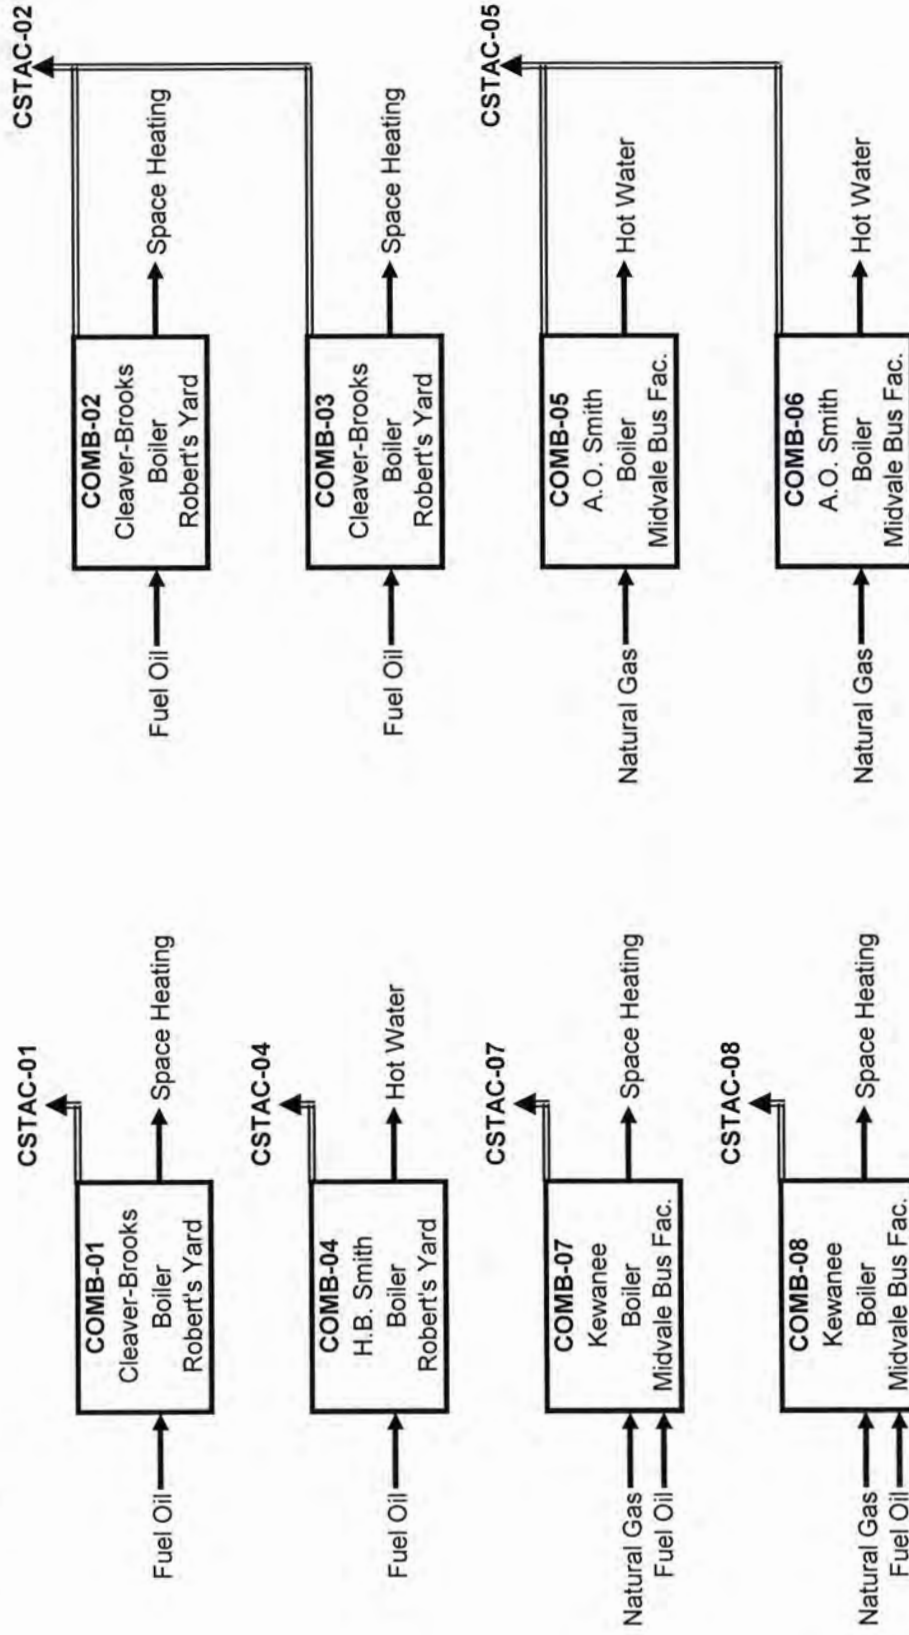 CSTAC-01
COMB-01
Cleaver-Brooks
Boiler
Robert's Yard
Fuel Oil
Space Heating
CSTAC-04
COMB-04
H.B. Smith
Boiler
Robert's Yard
Fuel Oil
Hot Water
CSTAC-07
COMB-07
Kewanee
Boiler
Midvale Bus Fac.
Natural Gas
Fuel Oil
Space Heating
CSTAC-08
COMB-08
Kewanee
Boiler
Midvale Bus Fac.
Natural Gas
Fuel Oil
Space Heating
CSTAC-02
COMB-02
Cleaver-Brooks
Boiler
Robert's Yard
Fuel Oil
Space Heating
COMB-03
Cleaver-Brooks
Boiler
Robert's Yard
Fuel Oil
Space Heating
CSTAC-05
COMB-05
A.O. Smith
Boiler
Midvale Bus Fac.
Natural Gas
Hot Water
COMB-06
A.O. Smith
Boiler
Midvale Bus Fac.
Natural Gas
Hot Water